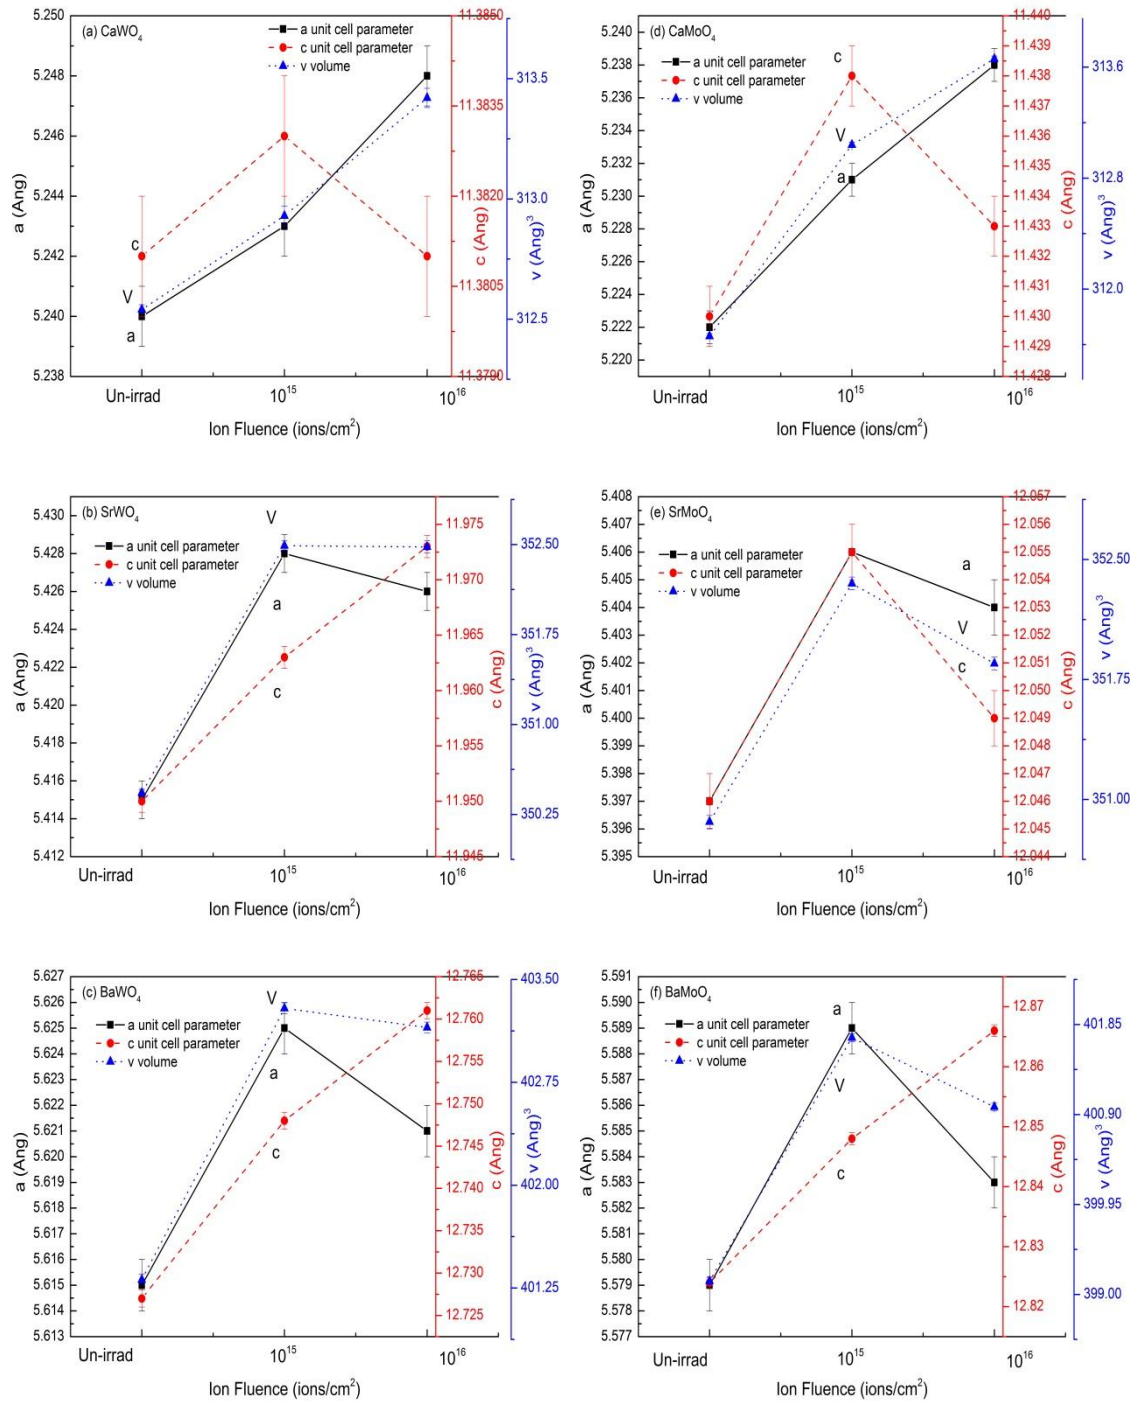 (a) CaWO4
a unit cell parameter
c unit cell parameter
v volume
5.250
5.248
5.246
5.244
5.242
5.240
5.238
a (Ang)
c
V
a
11.3850
11.3835
11.3820
11.3805
11.3790
c (Ang)
313.5
313.0
312.5
v (Ang)3
Un-irrad
10^15
10^16
Ion Fluence (ions/cm2)
(d) CaMoO4
a unit cell parameter
c unit cell parameter
v volume
5.240
5.238
5.236
5.234
5.232
5.230
5.228
5.226
5.224
5.222
5.220
a (Ang)
c
V
a
11.440
11.439
11.438
11.437
11.436
11.435
11.434
11.433
11.432
11.431
11.430
11.429
11.428
c (Ang)
313.6
312.8
312.0
v (Ang)3
Un-irrad
10^15
10^16
Ion Fluence (ions/cm2)
(b) SrWO4
a unit cell parameter
c unit cell parameter
v volume
5.430
5.428
5.426
5.424
5.422
5.420
5.418
5.416
5.414
5.412
a (Ang)
V
a
c
11.975
11.970
11.965
11.960
11.955
11.950
11.945
c (Ang)
352.50
351.75
351.00
350.25
v (Ang)3
Un-irrad
10^15
10^16
Ion Fluence (ions/cm2)
(e) SrMoO4
a unit cell parameter
c unit cell parameter
v volume
5.408
5.407
5.406
5.405
5.404
5.403
5.402
5.401
5.400
5.399
5.398
5.397
5.396
5.395
a (Ang)
a
V
c
12.057
12.056
12.055
12.054
12.053
12.052
12.051
12.050
12.049
12.048
12.047
12.046
12.045
12.044
c (Ang)
352.50
351.75
351.00
v (Ang)3
Un-irrad
10^15
10^16
Ion Fluence (ions/cm2)
(c) BaWO4
a unit cell parameter
c unit cell parameter
v volume
5.627
5.626
5.625
5.624
5.623
5.622
5.621
5.620
5.619
5.618
5.617
5.616
5.615
5.614
5.613
a (Ang)
V
a
c
12.765
12.760
12.755
12.750
12.745
12.740
12.735
12.730
12.725
c (Ang)
403.50
402.75
402.00
401.25
v (Ang)3
Un-irrad
10^15
10^16
Ion Fluence (ions/cm2)
(f) BaMoO4
a unit cell parameter
c unit cell parameter
v volume
5.591
5.590
5.589
5.588
5.587
5.586
5.585
5.584
5.583
5.582
5.581
5.580
5.579
5.578
5.577
a (Ang)
a
V
c
12.87
12.86
12.85
12.84
12.83
12.82
c (Ang)
401.85
400.90
399.95
399.00
v (Ang)3
Un-irrad
10^15
10^16
Ion Fluence (ions/cm2)